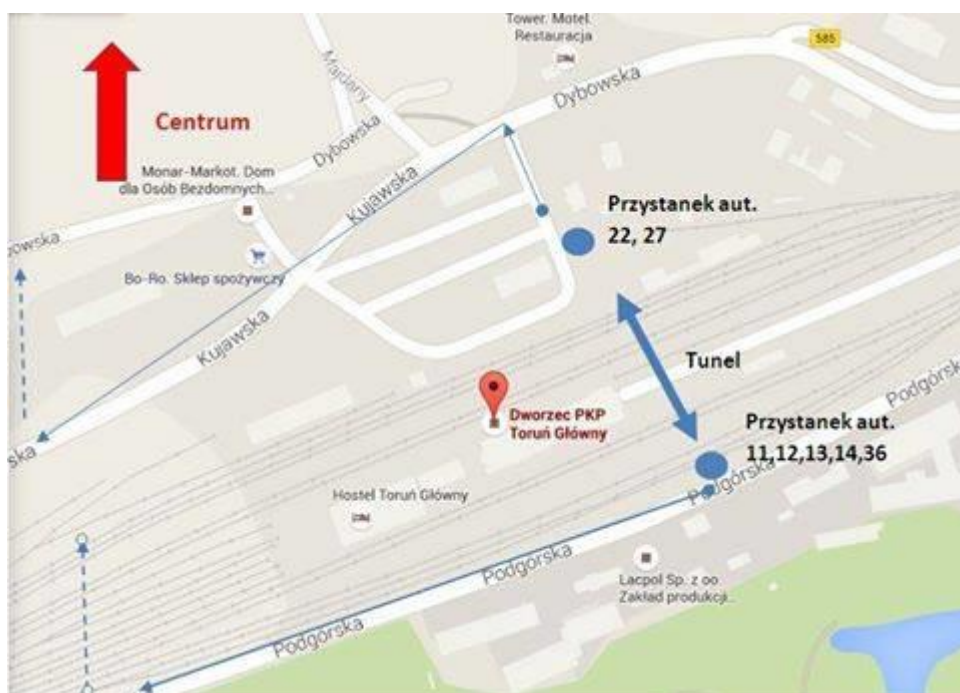 Tower. Motel.
Restauracja
585
Dybowska
Majdany
Centrum
Dybowska
Monar-Markot. Dom
dla Osób Bezdomnych...
Kujawska
Przystanek aut.
22, 27
bowska
Bo-Ro. Sklep spożywczy
Kujawska
Tunel
Podgórska
Dworzec PKP
Toruń Główny
Przystanek aut.
11,12,13,14,36
ska
Podgórska
Hostel Toruń Główny
Podgórska
Lacpol Sp. z oo
Zakład produkcji...
Podgórska